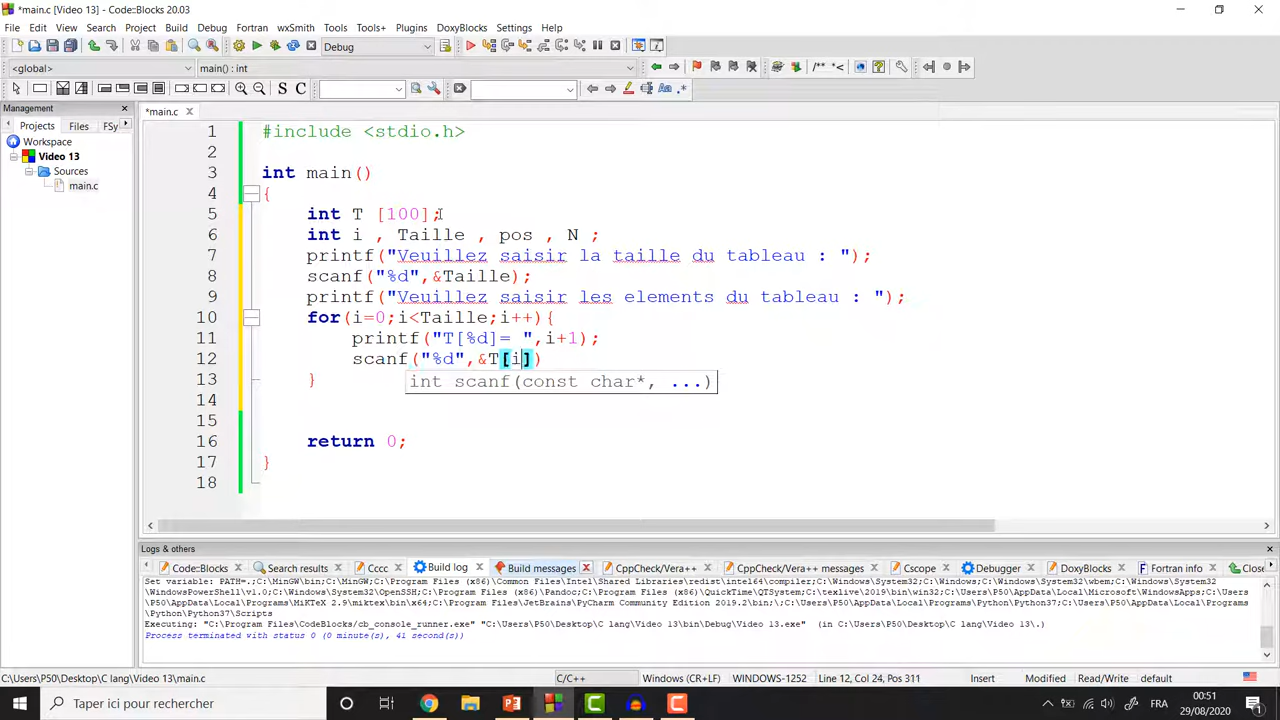 *main.c [Video 13] - Code::Blocks 20.03
File Edit View Search Project Build Debug Fortran wxSmith Tools Tools+ Plugins DoxyBlocks Settings Help
Debug
<global> main() : int
/** *<
S C
Aa .*
Management
*main.c
Projects Files FSy
Workspace
Video 13
Sources
main.c
1 #include <stdio.h>
2
3 int main()
4 {
5 int T [100];
6 int i , Taille , pos , N ;
7 printf("Veuillez saisir la taille du tableau : ");
8 scanf("%d",&Taille);
9 printf("Veuillez saisir les elements du tableau : ");
10 for(i=0;i<Taille;i++){
11 printf("T[%d]= ",i+1);
12 scanf("%d",&T[i])
int scanf(const char*, ...)
13 }
14
15
16 return 0;
17 }
18
Logs & others
Code::Blocks Search results Cccc Build log Build messages CppCheck/Vera++ CppCheck/Vera++ messages Cscope Debugger DoxyBlocks Fortran info Close
Set variable: PATH=.;C:\MinGW\bin;C:\MinGW;C:\Program Files (x86)\Common Files\Intel\Shared Libraries\redist\intel64\compiler;C:\Windows\System32;C:\Windows;C:\Windows\System32\wbem;C:\Windows\System32
\WindowsPowerShell\v1.0;C:\Windows\System32\OpenSSH;C:\Program Files (x86)\Pandoc;C:\Program Files (x86)\QuickTime\QTSystem;C:\texlive\2019\bin\win32;C:\Users\P50\AppData\Local\Microsoft\WindowsApps;C:\Users
\P50\AppData\Local\Programs\MiKTeX 2.9\miktex\bin\x64;C:\Program Files\JetBrains\PyCharm Community Edition 2019.2\bin;\;C:\Users\P50\AppData\Local\Programs\Python\Python37;C:\Users\P50\AppData\Local\Programs
\Python\Python37\Scripts
Executing: "C:\Program Files\CodeBlocks/cb_console_runner.exe" "C:\Users\P50\Desktop\C lang\Video 13\bin\Debug\Video 13.exe" (in C:\Users\P50\Desktop\C lang\Video 13\.)
Process terminated with status 0 (0 minute(s), 41 second(s))
C:\Users\P50\Desktop\C lang\Video 13\main.c C/C++ Windows (CR+LF) WINDOWS-1252 Line 12, Col 24, Pos 311 Insert Modified Read/Write default
Taper ici pour rechercher
FRA
00:51
29/08/2020
1